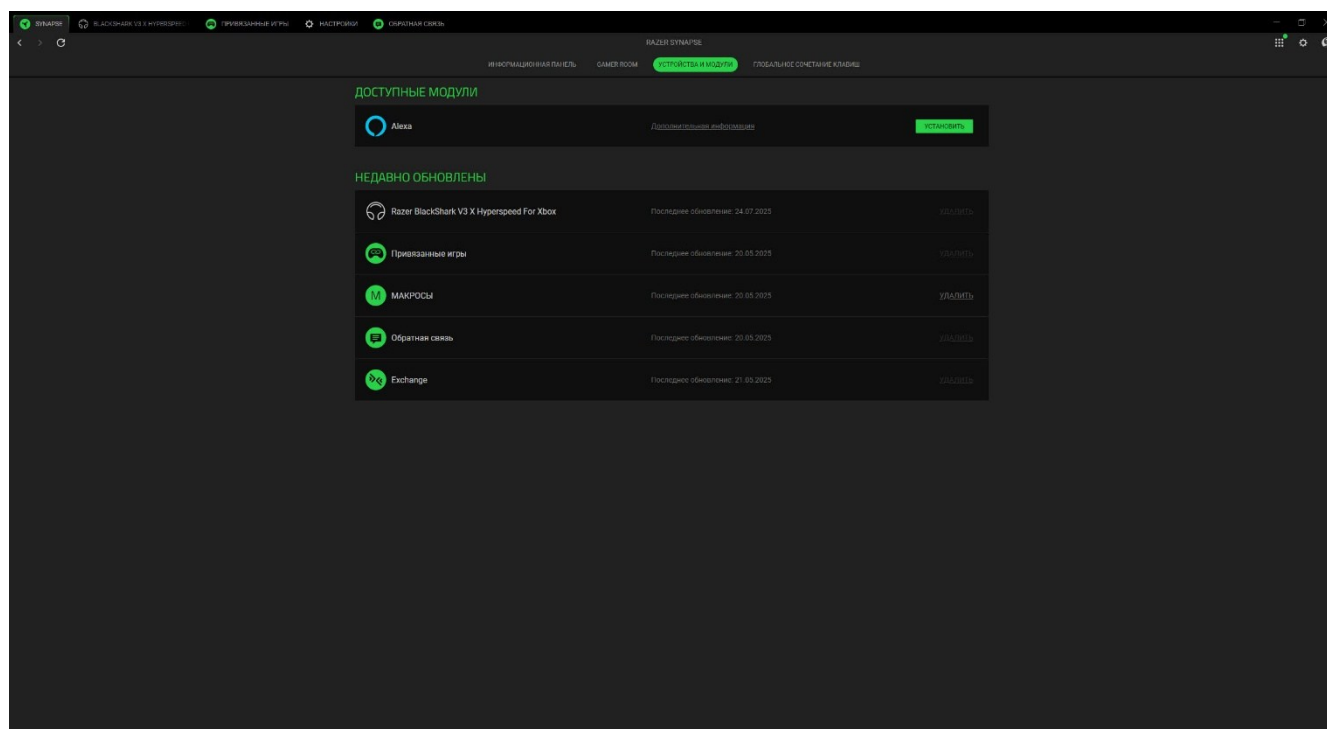 SYNAPSE BLACKSHARK V3 X HYPERSPEED ПРИВЯЗАННЫЕ ИГРЫ НАСТРОЙКИ ОБРАТНАЯ СВЯЗЬ
RAZER SYNAPSE
ИНФОРМАЦИОННАЯ ПАНЕЛЬ GAMER ROOM УСТРОЙСТВА И МОДУЛИ ГЛОБАЛЬНОЕ СОЧЕТАНИЕ КЛАВИШ
ДОСТУПНЫЕ МОДУЛИ
Alexa Дополнительная информация УСТАНОВИТЬ
НЕДАВНО ОБНОВЛЕНЫ
Razer BlackShark V3 X Hyperspeed For Xbox Последнее обновление: 24.07.2025 УДАЛИТЬ
Привязанные игры Последнее обновление: 20.05.2025 УДАЛИТЬ
M МАКРОСЫ Последнее обновление: 20.05.2025 УДАЛИТЬ
Обратная связь Последнее обновление: 20.05.2025 УДАЛИТЬ
Exchange Последнее обновление: 21.05.2025 УДАЛИТЬ